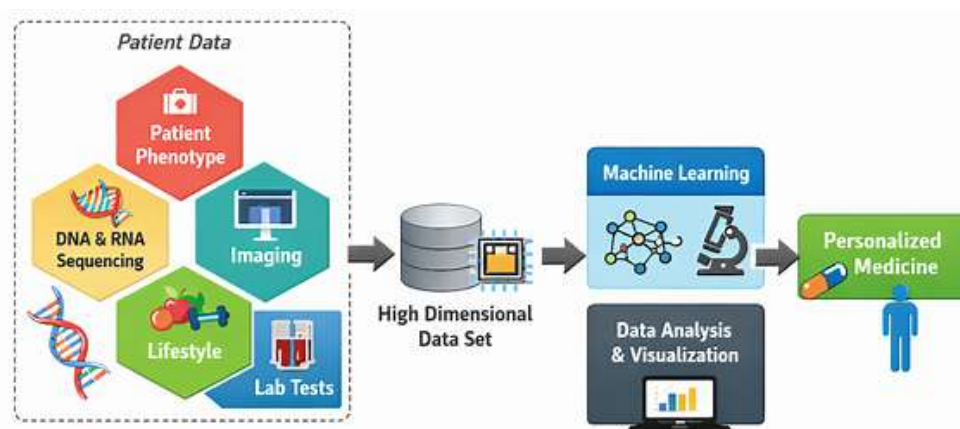 Patient Data
Patient
Phenotype
DNA & RNA
Sequencing
Imaging
Lifestyle
Lab Tests
High Dimensional
Data Set
Machine Learning
Data Analysis
& Visualization
Personalized
Medicine